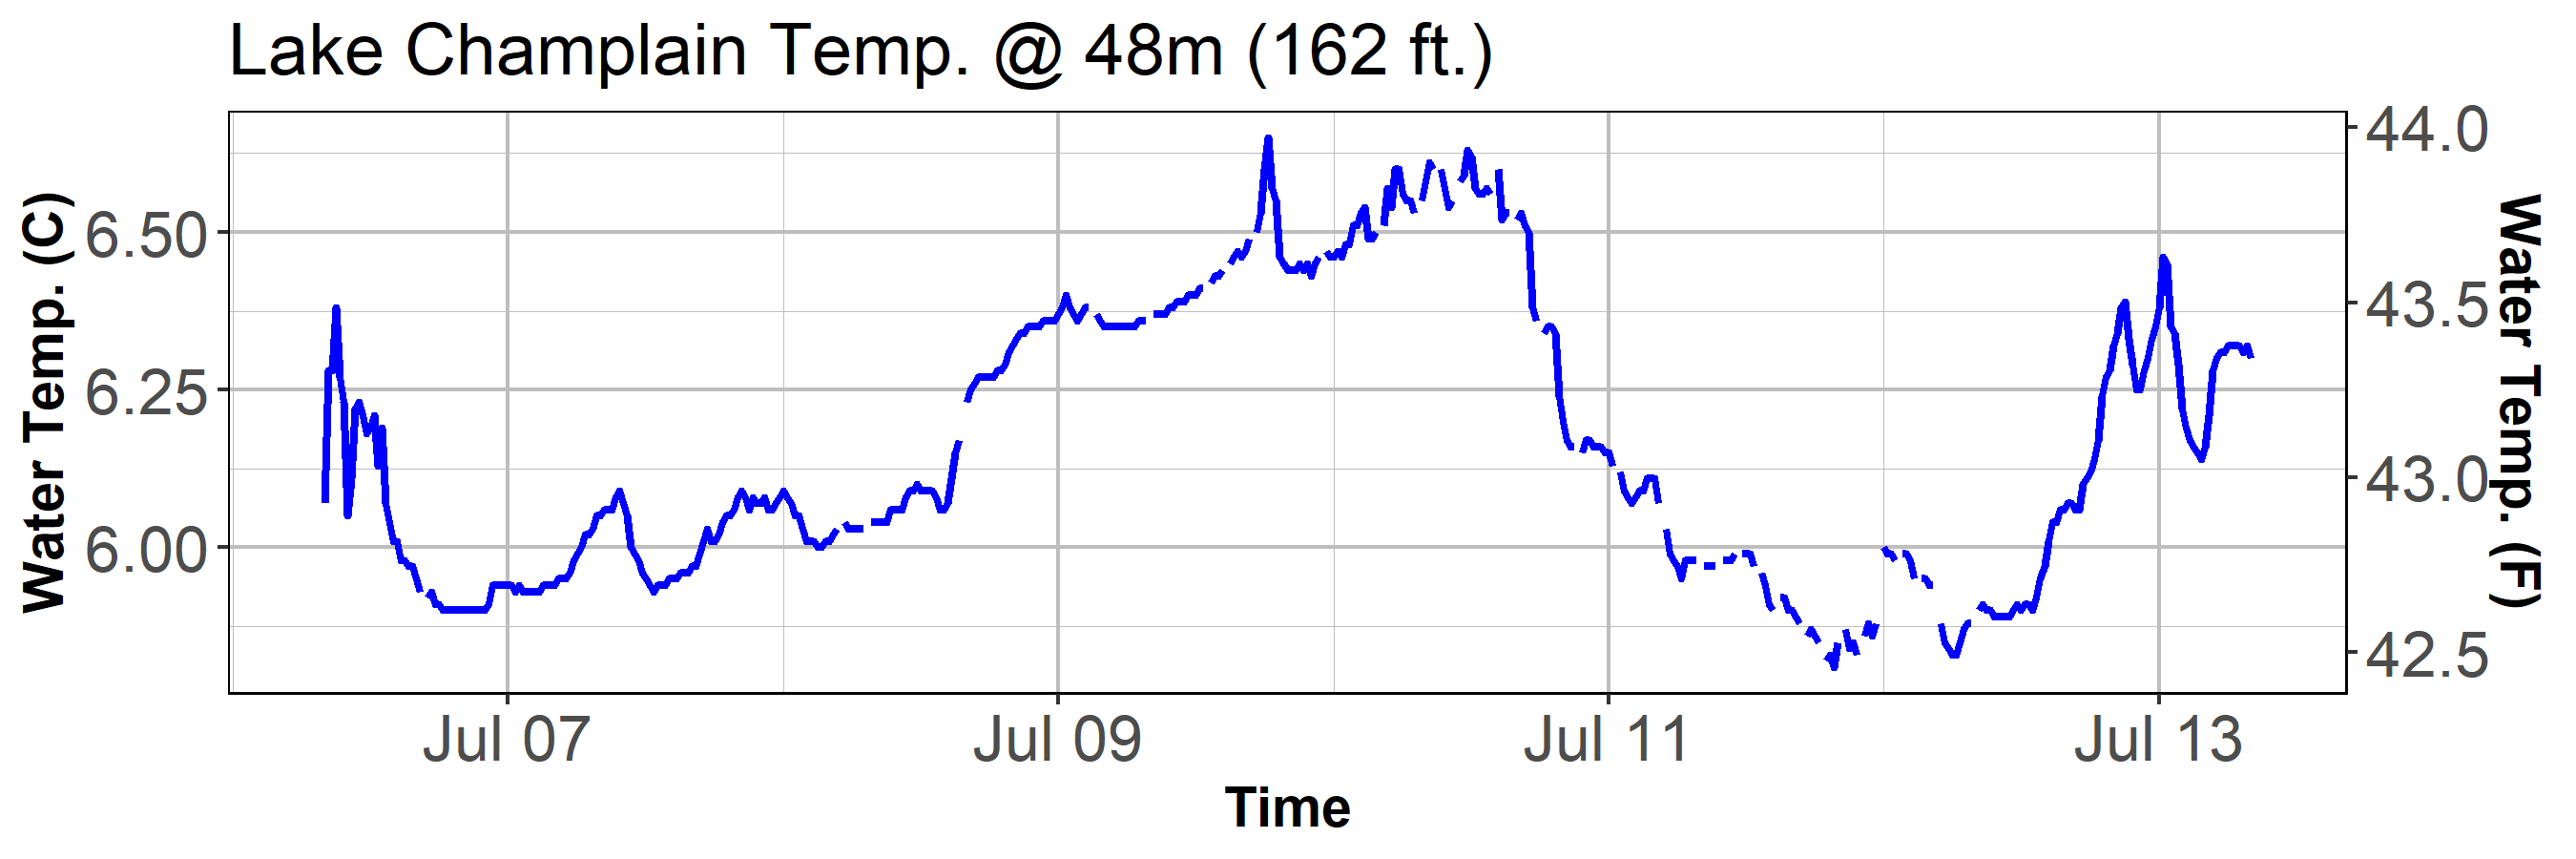 Lake Champlain Temp. @ 48m (162 ft.)
Water Temp. (C)
6.50
6.25
6.00
44.0
43.5
43.0
42.5
Water Temp. (F)
Jul 07 Jul 09 Jul 11 Jul 13
Time